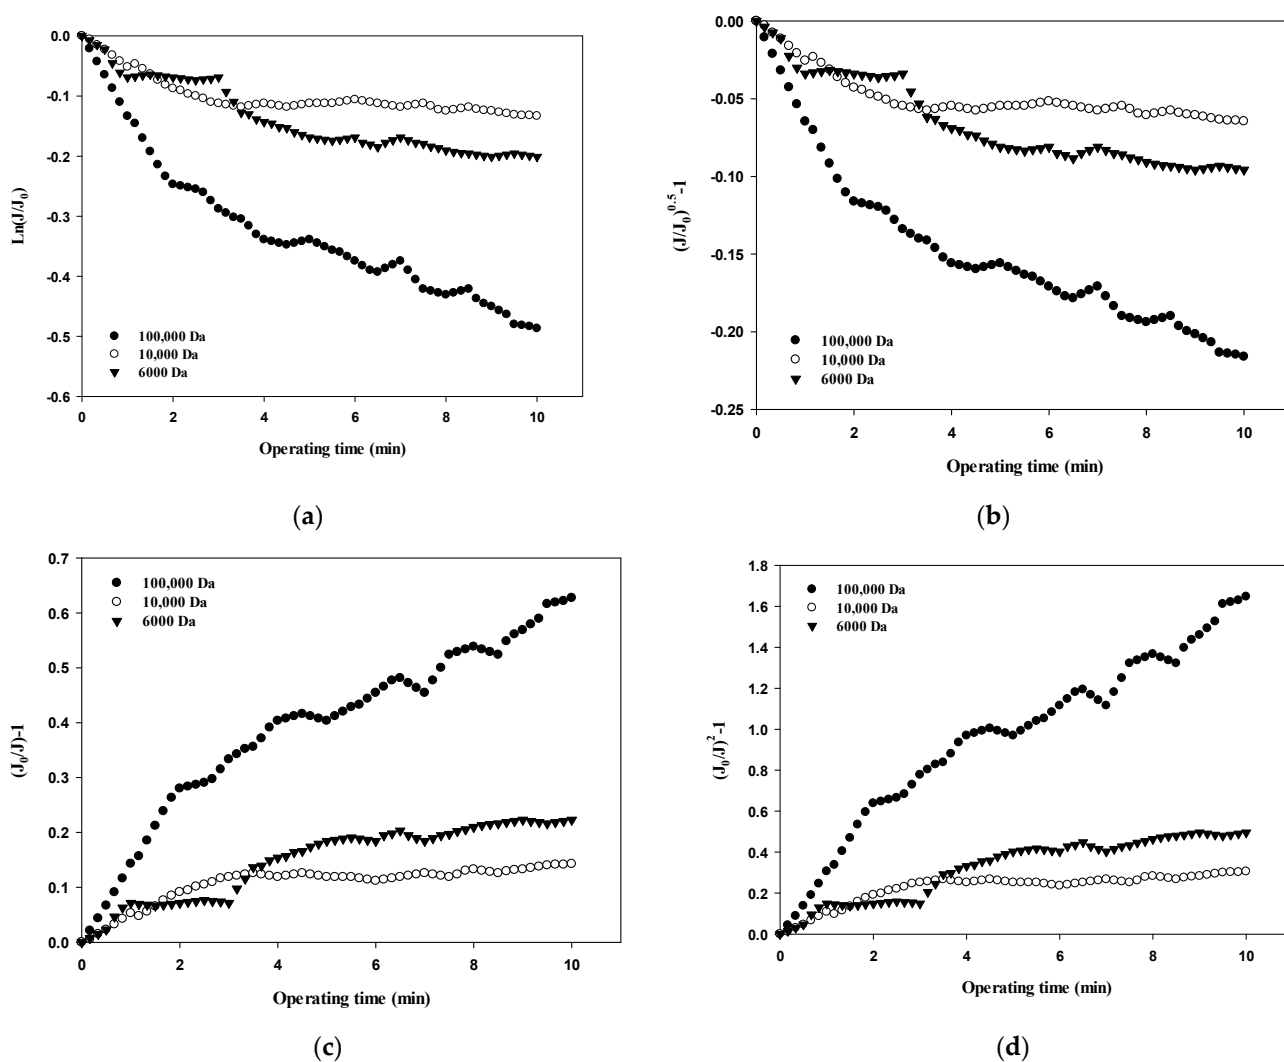 0.0
-0.1
-0.2
-0.3
-0.4
-0.5
-0.6
Ln(J/J0)
100,000 Da
10,000 Da
6000 Da
0 2 4 6 8 10
Operating time (min)
(a)
0.00
-0.05
-0.10
-0.15
-0.20
-0.25
(J/J0)^0.5-1
100,000 Da
10,000 Da
6000 Da
0 2 4 6 8 10
Operating time (min)
(b)
0.7
0.6
0.5
0.4
0.3
0.2
0.1
0.0
(J0/J)-1
100,000 Da
10,000 Da
6000 Da
0 2 4 6 8 10
Operating time (min)
(c)
1.8
1.6
1.4
1.2
1.0
0.8
0.6
0.4
0.2
0.0
(J0/J)^2-1
100,000 Da
10,000 Da
6000 Da
0 2 4 6 8 10
Operating time (min)
(d)